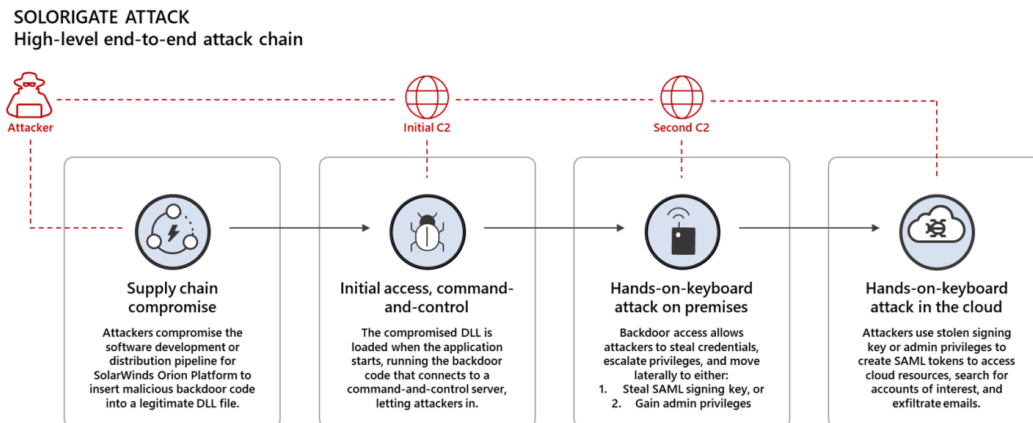 SOLORIGATE ATTACK
High-level end-to-end attack chain
Attacker
Initial C2
Second C2
Supply chain
compromise
Attackers compromise the
software development or
distribution pipeline for
SolarWinds Orion Platform to
insert malicious backdoor code
into a legitimate DLL file.
Initial access, command-
and-control
The compromised DLL is
loaded when the application
starts, running the backdoor
code that connects to a
command-and-control server,
letting attackers in.
Hands-on-keyboard
attack on premises
Backdoor access allows
attackers to steal credentials,
escalate privileges, and move
laterally to either:
1. Steal SAML signing key, or
2. Gain admin privileges
Hands-on-keyboard
attack in the cloud
Attackers use stolen signing
key or admin privileges to
create SAML tokens to access
cloud resources, search for
accounts of interest, and
exfiltrate emails.